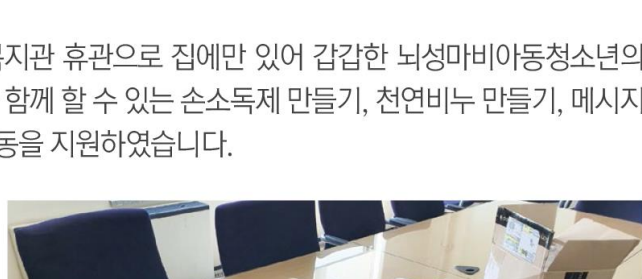 복지관 휴관으로 집에만 있어 갑갑한 뇌성마비아동청소년의
함께 할 수 있는 손소독제 만들기, 천연비누 만들기, 메시지
동을 지원하였습니다.